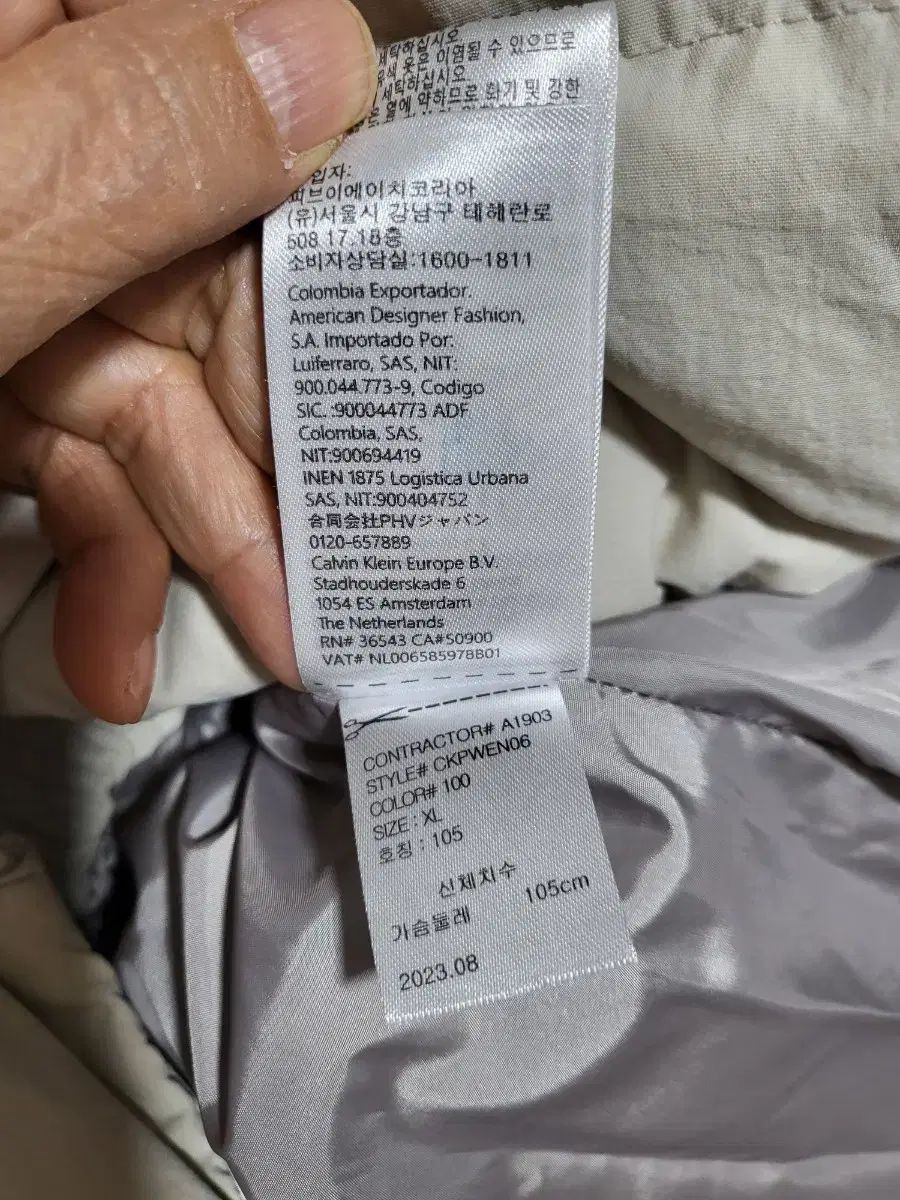 세탁하십시오
이염될 수 있으므로
하십시오
약하므로 화기 및 강한
입자:
피브이에이치코리아
(유)서울시 강남구 테헤란로
508 17.18층
소비자상담실:1600-1811
Colombia Exportador.
American Designer Fashion,
S.A. Importado Por:
Luiferraro, SAS, NIT:
900.044.773-9, Codigo
SIC. :900044773 ADF
Colombia, SAS,
NIT:900694419
INEN 1875 Logistica Urbana
SAS, NIT:900404752
合同会社PHVジャパン
0120-657889
Calvin Klein Europe B.V.
Stadhouderskade 6
1054 ES Amsterdam
The Netherlands
RN# 36543 CA#50900
VAT# NL006585978B01
CONTRACTOR# A1903
STYLE# CKPWEN06
COLOR# 100
SIZE : XL
호칭 : 105
신체치수
가슴둘레 105cm
2023.08